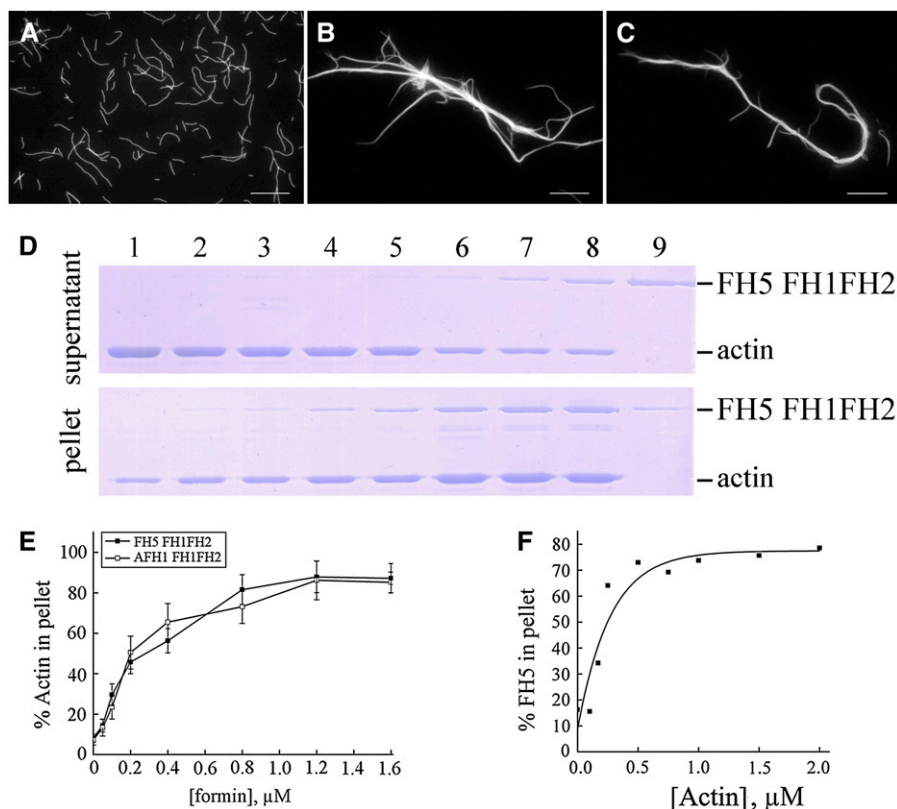 A
B
C
D
1 2 3 4 5 6 7 8 9
supernatant
FH5 FH1FH2
actin
pellet
FH5 FH1FH2
actin
E
FH5 FH1FH2
AFH1 FH1FH2
% Actin in pellet
100
80
60
40
20
0
0 0.2 0.4 0.6 0.8 1.0 1.2 1.4 1.6
[formin], µM
F
% FH5 in pellet
80
70
60
50
40
30
20
10
0
0.0 0.5 1.0 1.5 2.0
[Actin], µM